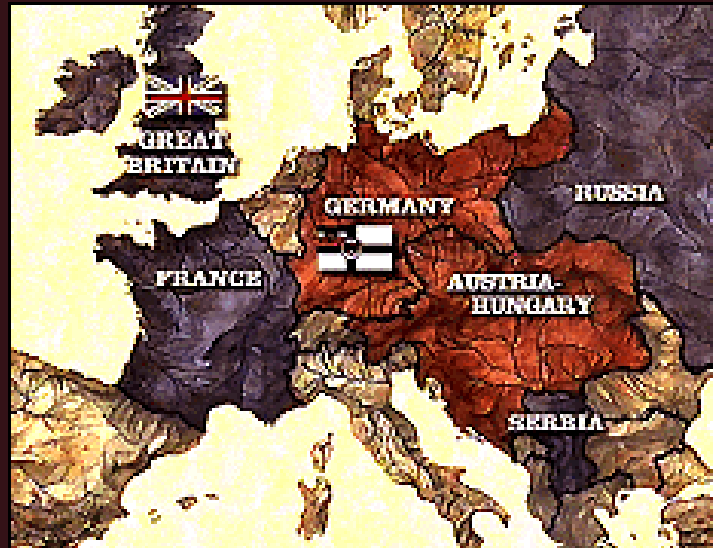 GREAT
BRITAIN
RUSSIA
GERMANY
FRANCE
AUSTRIA-
HUNGARY
SERBIA